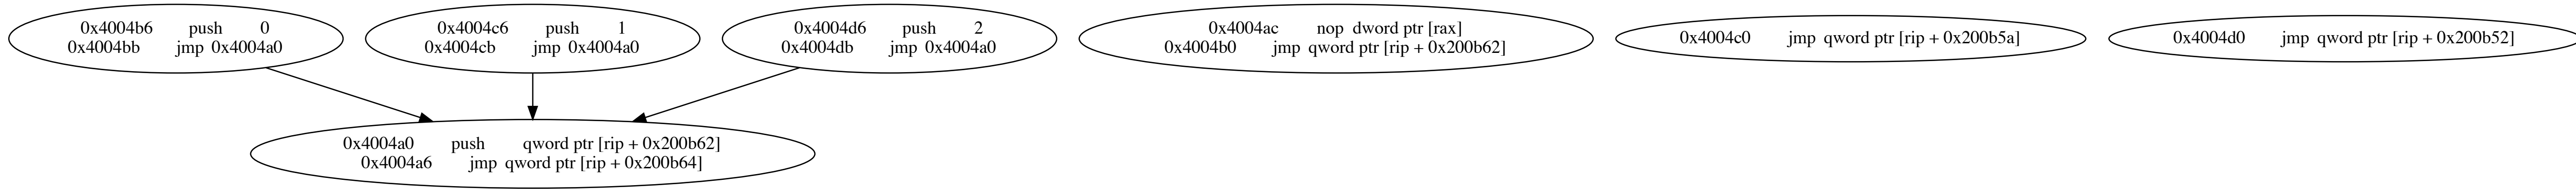 0x4004b6 push 0
0x4004bb jmp 0x4004a0
0x4004c6 push 1
0x4004cb jmp 0x4004a0
0x4004d6 push 2
0x4004db jmp 0x4004a0
0x4004ac nop dword ptr [rax]
0x4004b0 jmp qword ptr [rip + 0x200b62]
0x4004c0 jmp qword ptr [rip + 0x200b5a]
0x4004d0 jmp qword ptr [rip + 0x200b52]
0x4004a0 push qword ptr [rip + 0x200b62]
0x4004a6 jmp qword ptr [rip + 0x200b64]